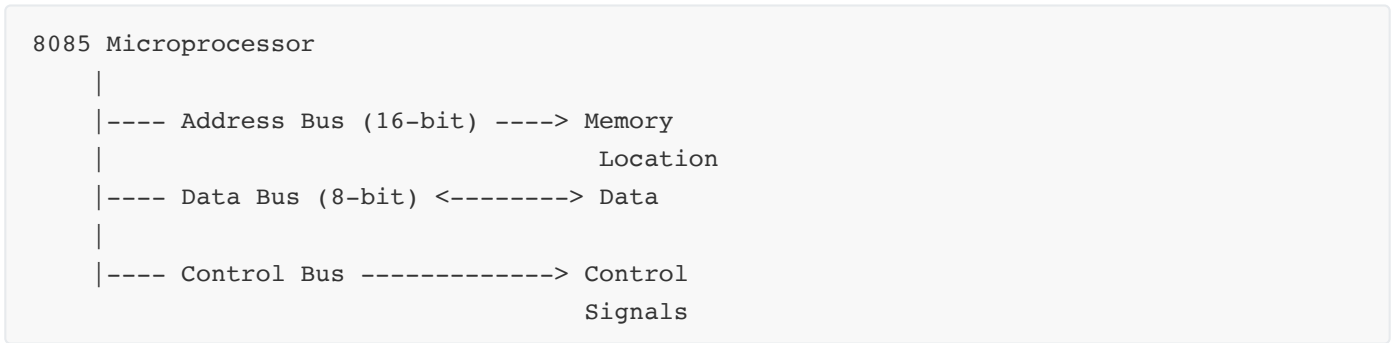 8085 Microprocessor
|
|---- Address Bus (16-bit) ----> Memory
| Location
|---- Data Bus (8-bit) <--------> Data
|
|---- Control Bus -------------> Control
Signals